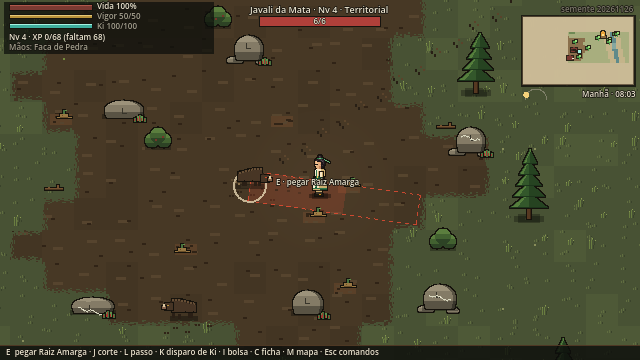 Vida 100%
Vigor 50/50
Ki 100/100
Nv 4 · XP 0/68 (faltam 68)
Mãos: Faca de Pedra
Javali da Mata · Nv 4 · Territorial
6/6
semente 20261126
Manhã · 08:03
E · pegar Raiz Amarga
E pegar Raiz Amarga · J corte · L passo · K disparo de Ki · I bolsa · C ficha · M mapa · Esc comandos